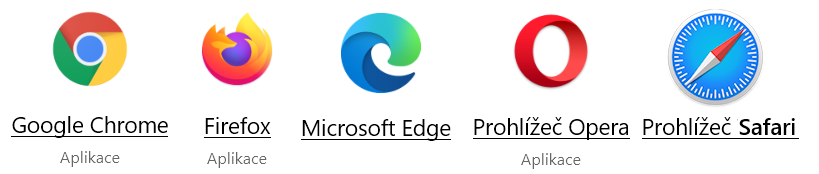 Google Chrome Firefox Microsoft Edge Prohlížeč Opera Prohlížeč Safari
Aplikace Aplikace Aplikace